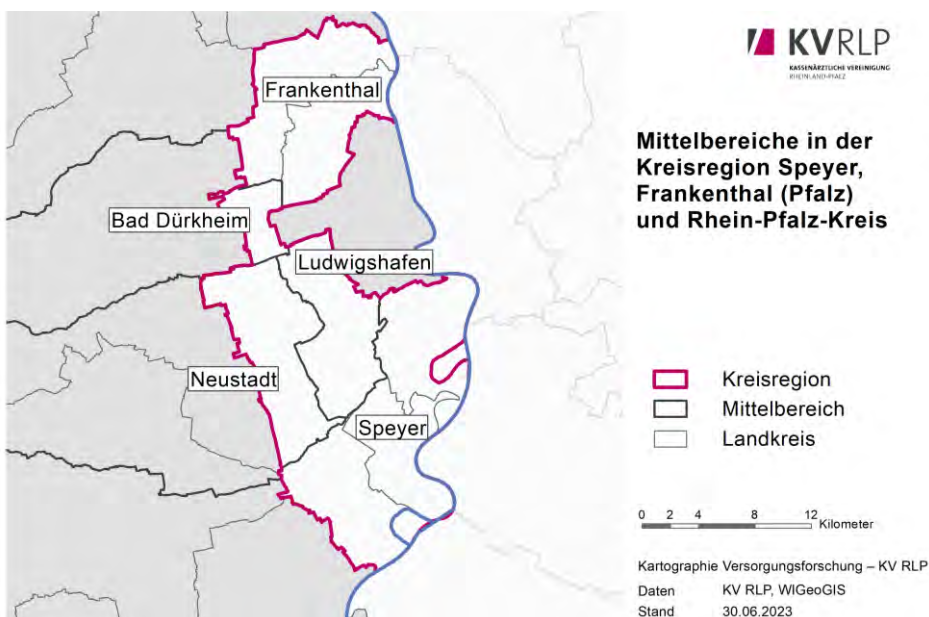 KVRLP
KASSENÄRZTLICHE VEREINIGUNG
RHEINLAND-PFALZ
Mittelbereiche in der
Kreisregion Speyer,
Frankenthal (Pfalz)
und Rhein-Pfalz-Kreis
Frankenthal
Bad Dürkheim
Ludwigshafen
Neustadt
Speyer
Kreisregion
Mittelbereich
Landkreis
0 2 4 8 12
Kilometer
Kartographie Versorgungsforschung – KV RLP
Daten KV RLP, WIGeoGIS
Stand 30.06.2023